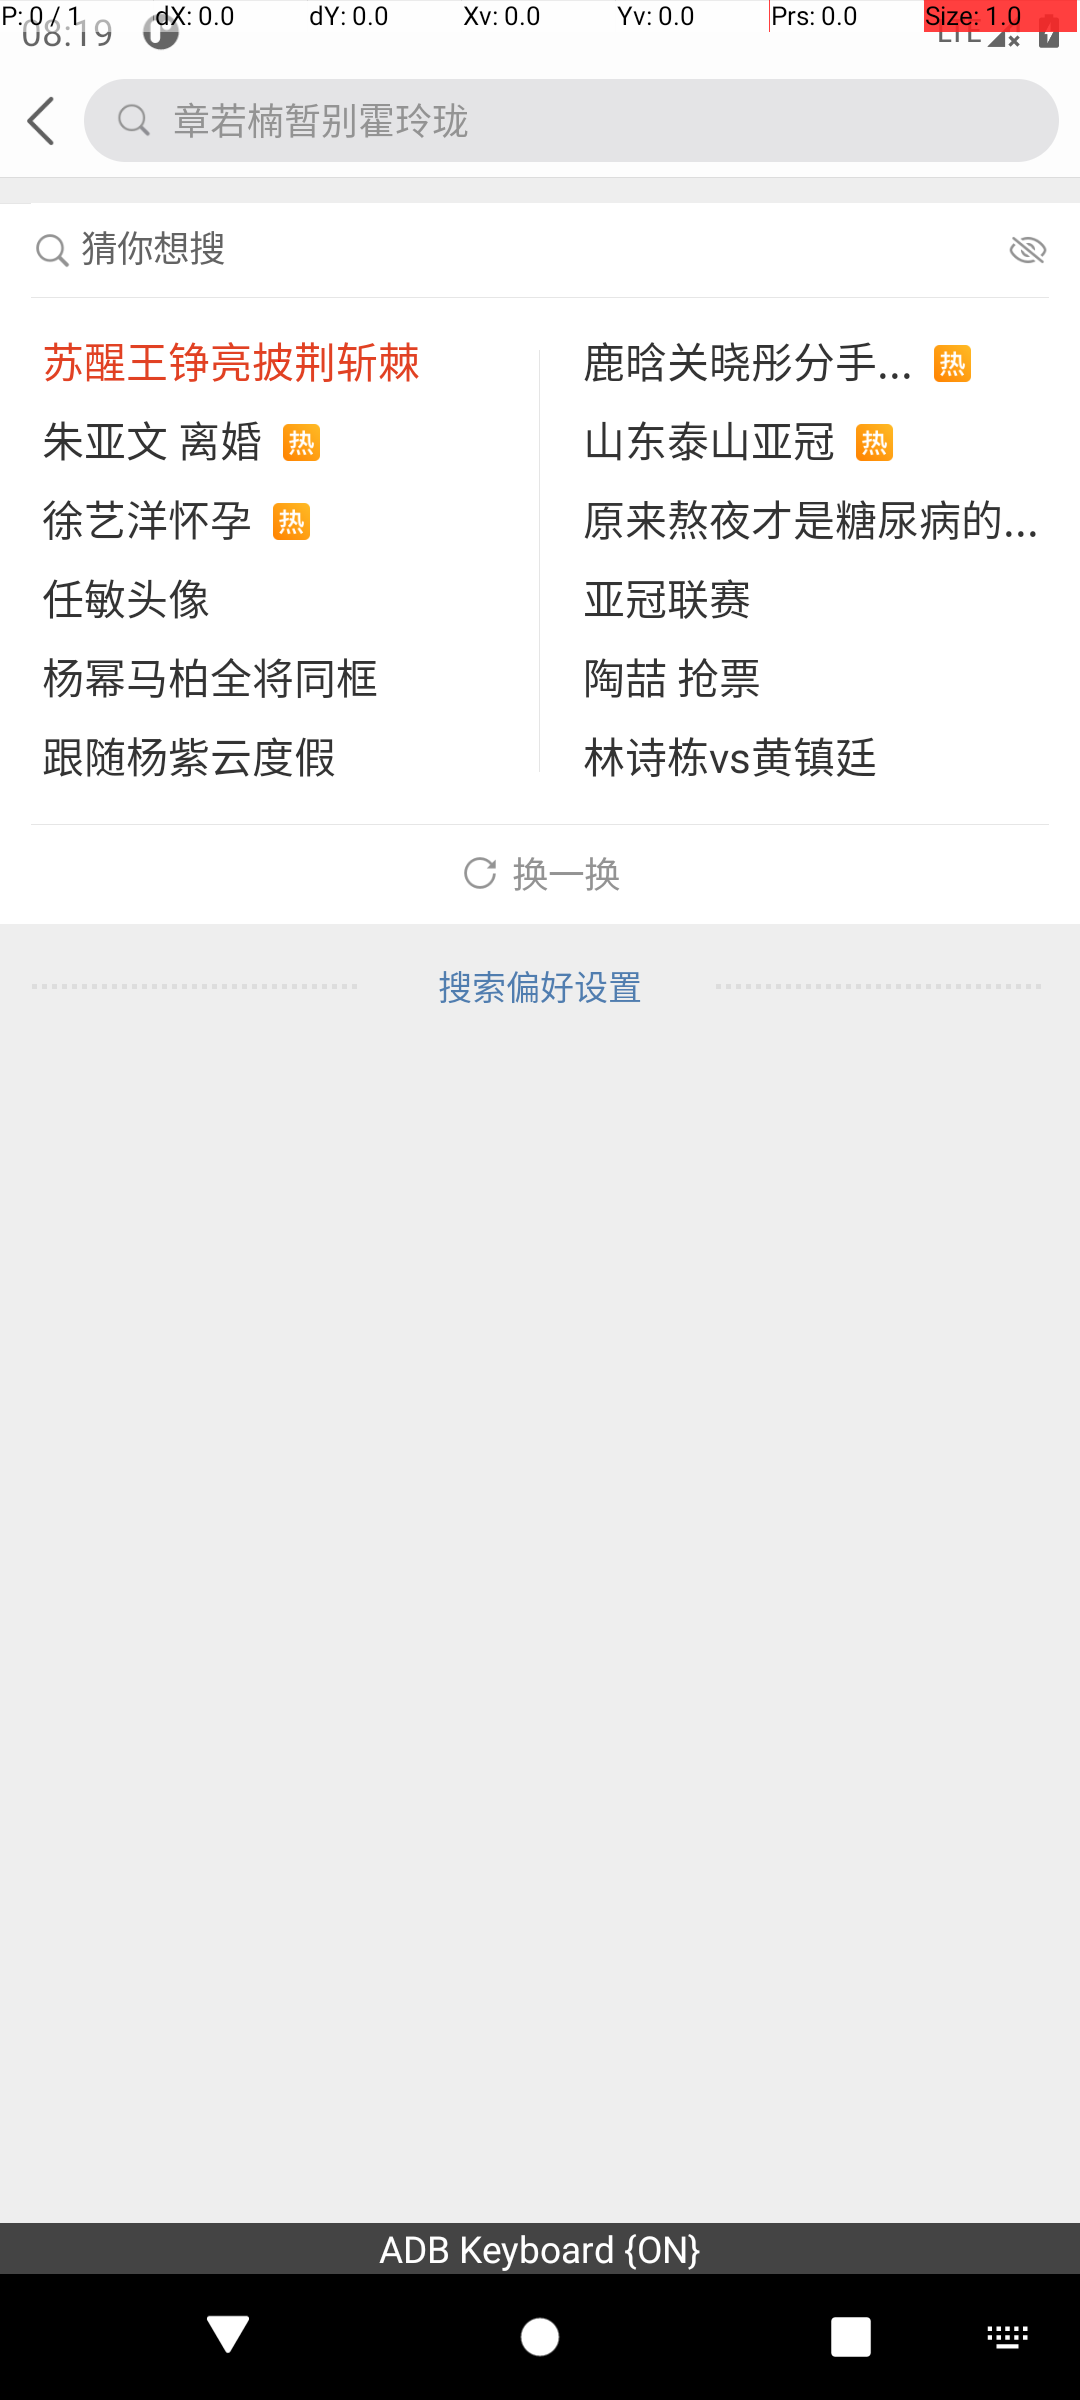 P: 0 / 1 dX: 0.0 dY: 0.0 Xv: 0.0 Yv: 0.0 Prs: 0.0 Size: 1.0
08:19 LTE
章若楠暂别霍玲珑
猜你想搜
苏醒王铮亮披荆斩棘
鹿晗关晓彤分手... 热
朱亚文 离婚 热
山东泰山亚冠 热
徐艺洋怀孕 热
原来熬夜才是糖尿病的...
任敏头像
亚冠联赛
杨幂马柏全将同框
陶喆 抢票
跟随杨紫云度假
林诗栋vs黄镇廷
换一换
搜索偏好设置
ADB Keyboard {ON}